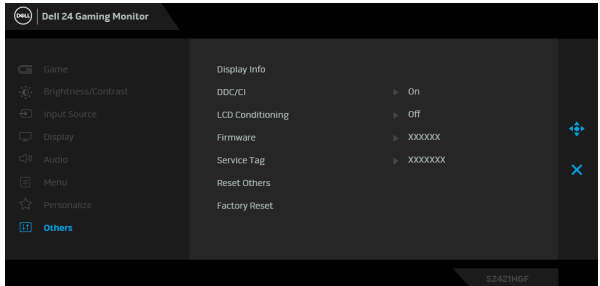 DELL Dell 24 Gaming Monitor
Game
Brightness/Contrast
Input Source
Display
Audio
Menu
Personalize
Others
Display Info
DDC/CI On
LCD Conditioning Off
Firmware XXXXXX
Service Tag XXXXXXX
Reset Others
Factory Reset
S2421HGF